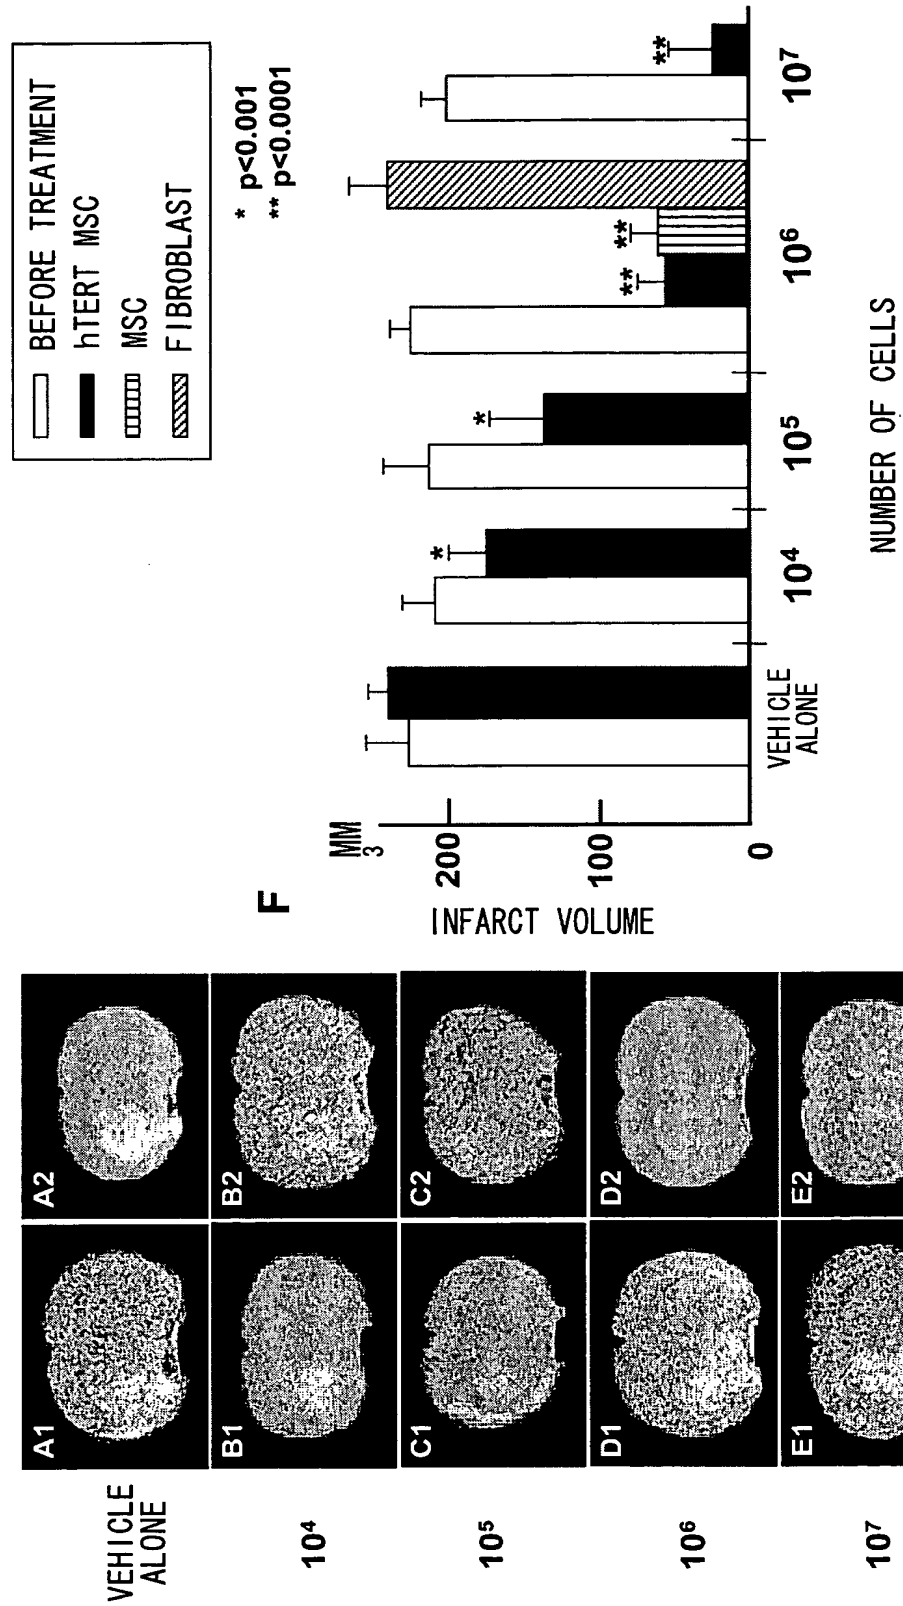 VEHICLE
ALONE
10⁴
10⁵
10⁶
10⁷
A1
A2
B1
B2
C1
C2
D1
D2
E1
E2
F
BEFORE TREATMENT
hTERT MSC
MSC
FIBROBLAST
* p<0.001
** p<0.0001
MM
3
INFARCT VOLUME
200
100
0
*
*
**
**
**
VEHICLE
ALONE
10⁴
10⁵
10⁶
10⁷
NUMBER OF CELLS